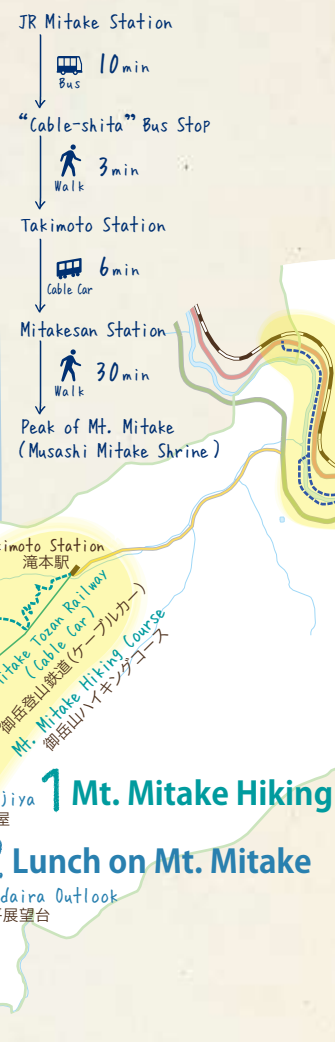 JR Mitake Station
10min
Bus
“Cable-shita” Bus Stop
3min
Walk
Takimoto Station
6min
Cable Car
Mitakesan Station
30min
Walk
Peak of Mt. Mitake
(Musashi Mitake Shrine)
imoto Station
滝本駅
itake Tozan Railway
(Cable Car)
御岳登山鉄道(ケーブルカー)
Mt. Mitake Hiking Course
御岳山ハイキングコース
jiya
屋
1 Mt. Mitake Hiking
Lunch on Mt. Mitake
daira Outlook
展望台